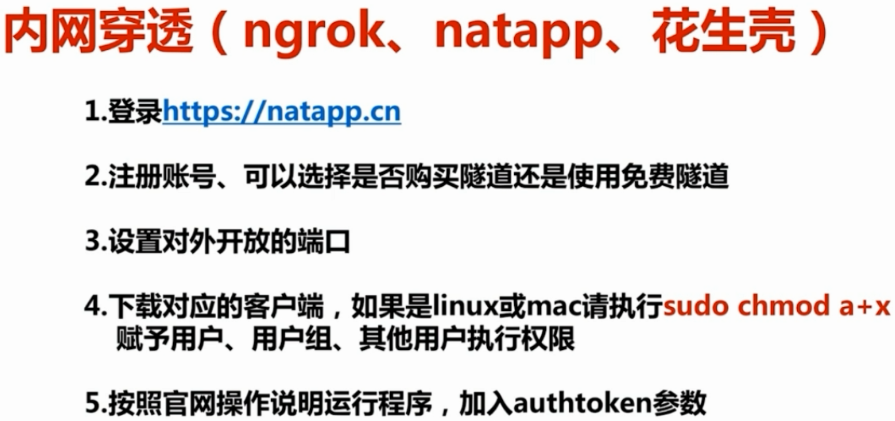 内网穿透（ngrok、natapp、花生壳）
1.登录https://natapp.cn
2.注册账号、可以选择是否购买隧道还是使用免费隧道
3.设置对外开放的端口
4.下载对应的客户端，如果是linux或mac请执行sudo chmod a+x
赋予用户、用户组、其他用户执行权限
5.按照官网操作说明运行程序，加入authtoken参数